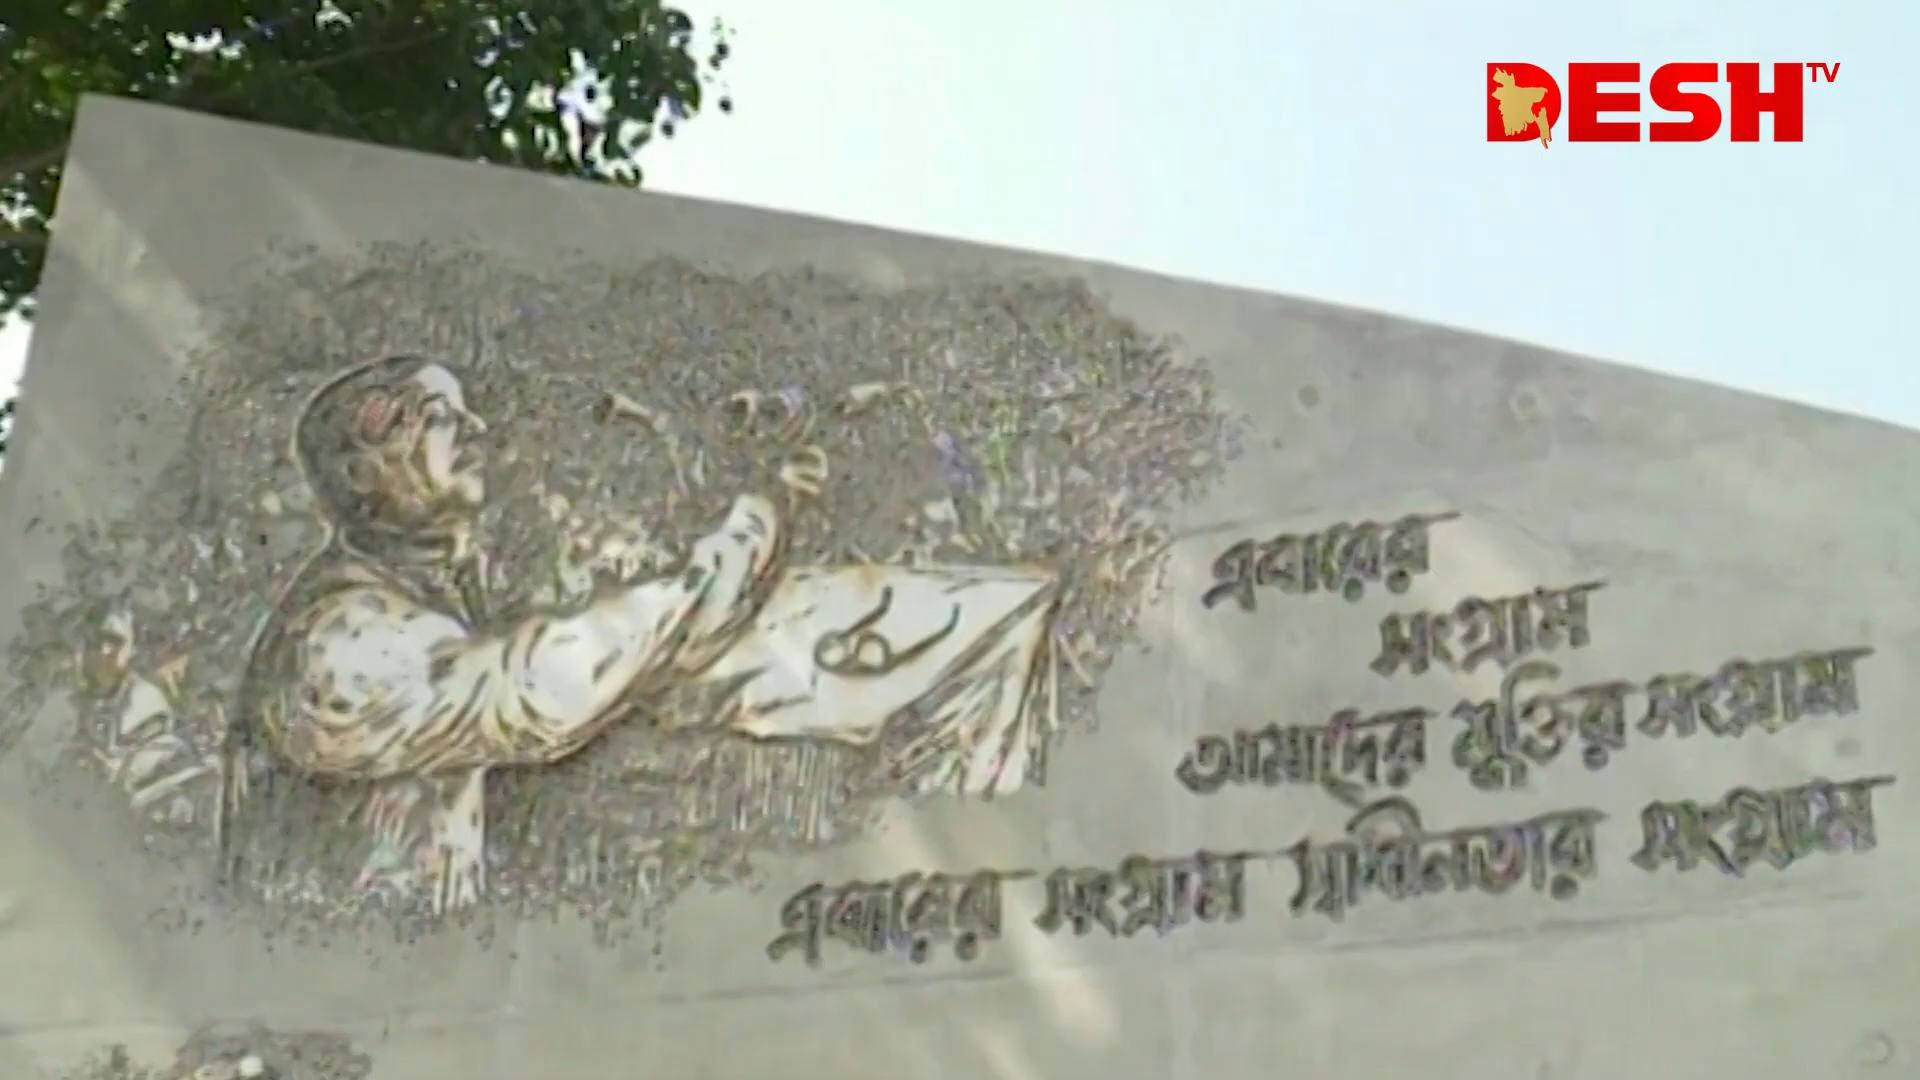 DESH TV
এবারের
সংগ্রাম
আমাদের মুক্তির সংগ্রাম
এবারের সংগ্রাম স্বাধীনতার সংগ্রাম